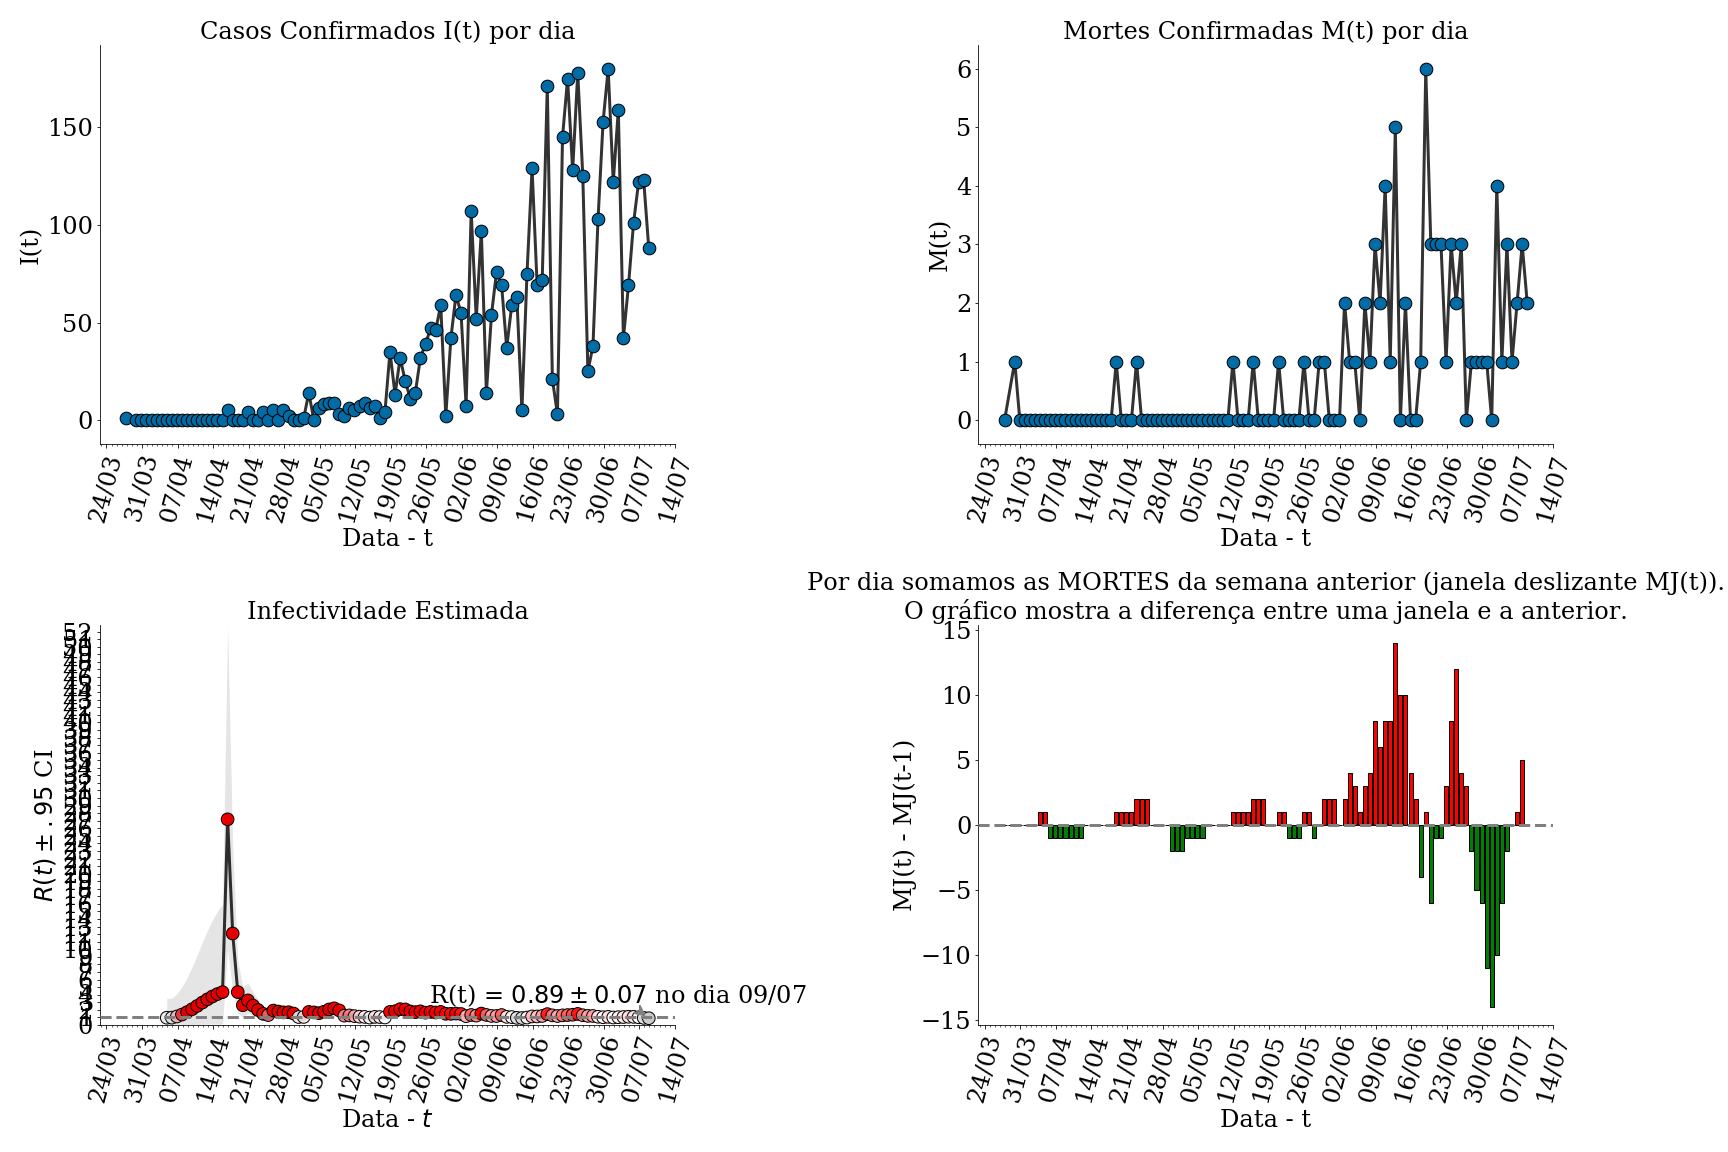 Casos Confirmados I(t) por dia
I(t)
150
100
50
0
24/03 31/03 07/04 14/04 21/04 28/04 05/05 12/05 19/05 26/05 02/06 09/06 16/06 23/06 30/06 07/07 14/07
Data - t
Mortes Confirmadas M(t) por dia
M(t)
6
5
4
3
2
1
0
24/03 31/03 07/04 14/04 21/04 28/04 05/05 12/05 19/05 26/05 02/06 09/06 16/06 23/06 30/06 07/07 14/07
Data - t
Infectividade Estimada
R(t) ± .95 CI
R(t) = 0.89 ± 0.07 no dia 09/07
24/03 31/03 07/04 14/04 21/04 28/04 05/05 12/05 19/05 26/05 02/06 09/06 16/06 23/06 30/06 07/07 14/07
Data - t
Por dia somamos as MORTES da semana anterior (janela deslizante MJ(t)).
O gráfico mostra a diferença entre uma janela e a anterior.
MJ(t) - MJ(t-1)
15
10
5
0
−5
−10
−15
24/03 31/03 07/04 14/04 21/04 28/04 05/05 12/05 19/05 26/05 02/06 09/06 16/06 23/06 30/06 07/07 14/07
Data - t